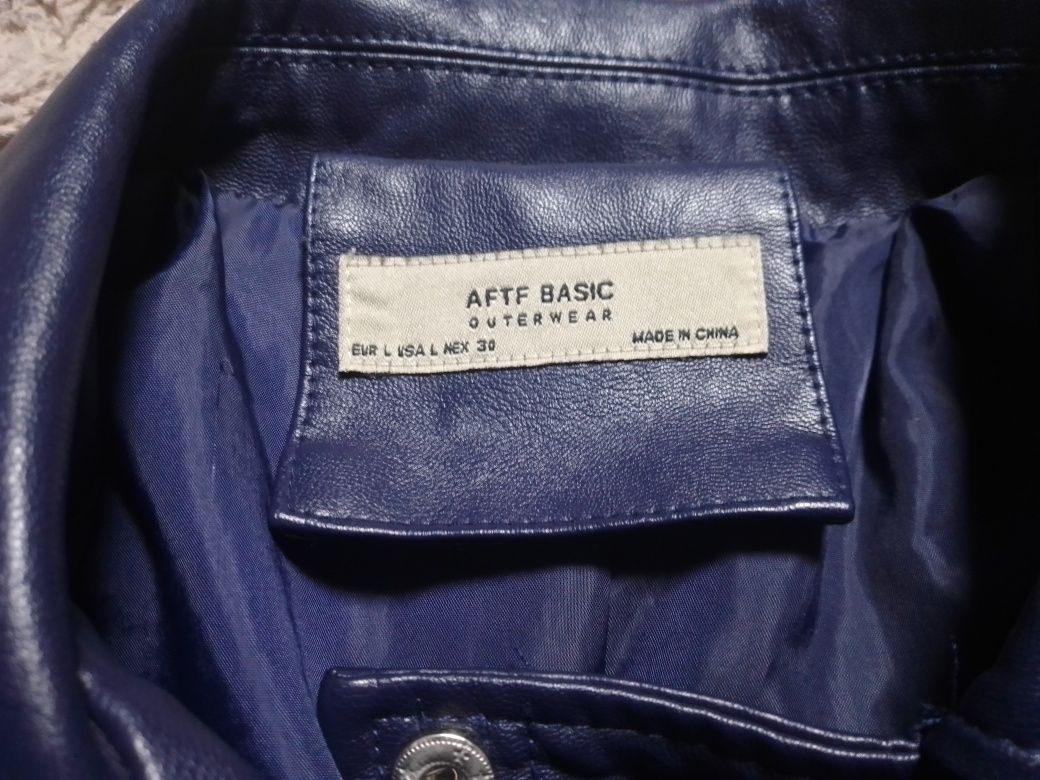 AFTF BASIC
OUTERWEAR
EUR L USA L MEX 30 MADE IN CHINA